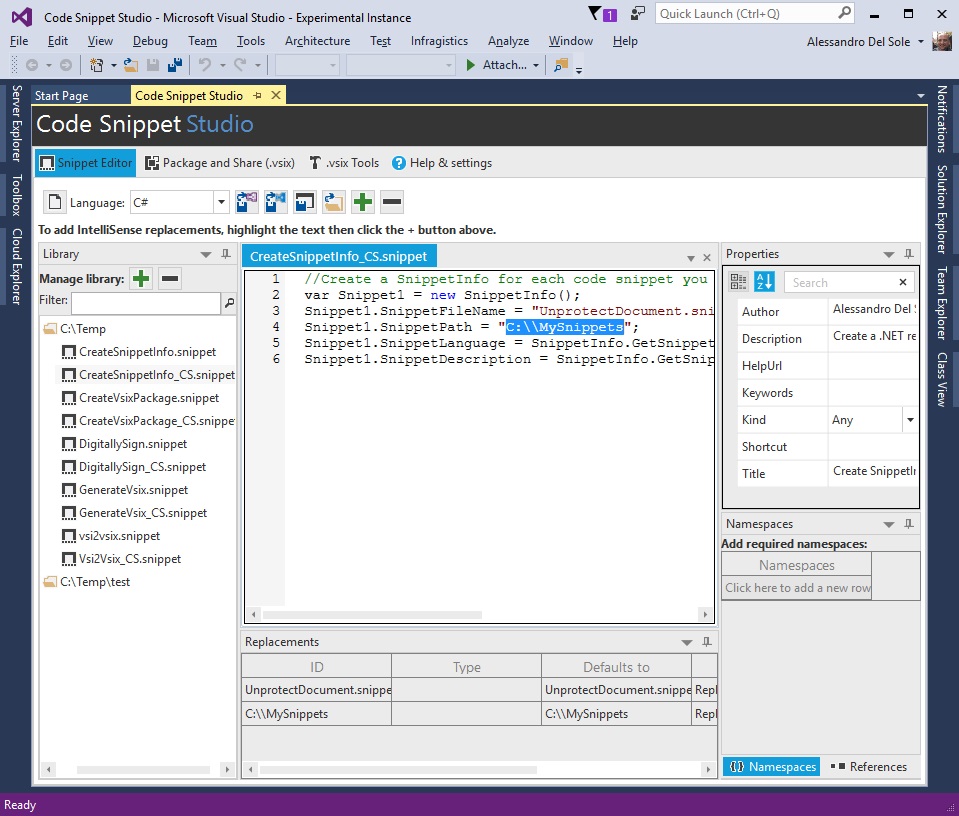 Code Snippet Studio - Microsoft Visual Studio - Experimental Instance
1
Quick Launch (Ctrl+Q)
File Edit View Debug Team Tools Architecture Test Infragistics Analyze Window Help
Alessandro Del Sole
Attach...
Server Explorer
Toolbox
Cloud Explorer
Start Page
Code Snippet Studio
Code Snippet Studio
Snippet Editor
Package and Share (.vsix)
.vsix Tools
Help & settings
Language: C#
To add IntelliSense replacements, highlight the text then click the + button above.
Library
Manage library:
Filter:
C:\Temp
CreateSnippetInfo.snippet
CreateSnippetInfo_CS.snippet
CreateVsixPackage.snippet
CreateVsixPackage_CS.snippe
DigitallySign.snippet
DigitallySign_CS.snippet
GenerateVsix.snippet
GenerateVsix_CS.snippet
vsi2vsix.snippet
Vsi2Vsix_CS.snippet
C:\Temp\test
CreateSnippetInfo_CS.snippet
1 //Create a SnippetInfo for each code snippet you
2 var Snippet1 = new SnippetInfo();
3 Snippet1.SnippetFileName = "UnprotectDocument.sni
4 Snippet1.SnippetPath = "C:\\MySnippets";
5 Snippet1.SnippetLanguage = SnippetInfo.GetSnippet
6 Snippet1.SnippetDescription = SnippetInfo.GetSnip
Replacements
ID Type Defaults to
UnprotectDocument.snippe UnprotectDocument.snippe Repl
C:\\MySnippets C:\\MySnippets Repl
Properties
Search
Author Alessandro Del
Description Create a .NET re
HelpUrl
Keywords
Kind Any
Shortcut
Title Create SnippetIn
Namespaces
Add required namespaces:
Namespaces
Click here to add a new row
Namespaces
References
Notifications
Solution Explorer
Team Explorer
Class View
Ready